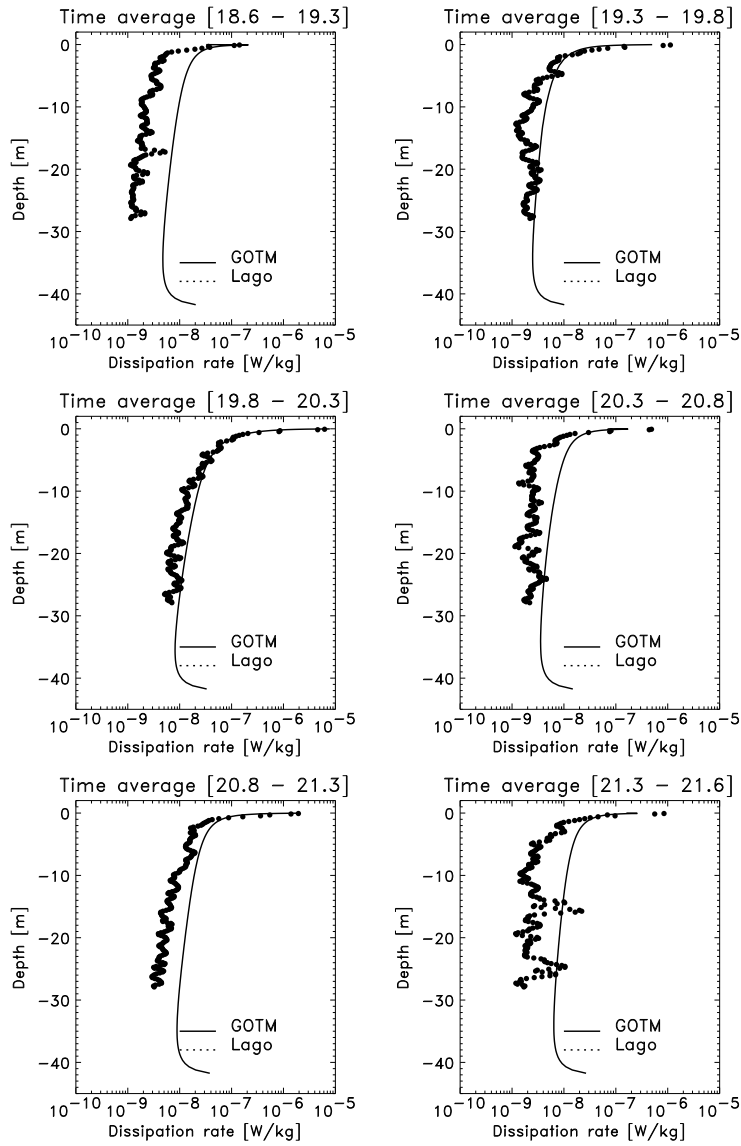 Time average [18.6 − 19.3]
0
−10
−20
−30
−40
Depth [m]
GOTM
Lago
10⁻¹⁰ 10⁻⁹ 10⁻⁸ 10⁻⁷ 10⁻⁶ 10⁻⁵
Dissipation rate [W/kg]
Time average [19.3 − 19.8]
0
−10
−20
−30
−40
Depth [m]
GOTM
Lago
10⁻¹⁰ 10⁻⁹ 10⁻⁸ 10⁻⁷ 10⁻⁶ 10⁻⁵
Dissipation rate [W/kg]
Time average [19.8 − 20.3]
0
−10
−20
−30
−40
Depth [m]
GOTM
Lago
10⁻¹⁰ 10⁻⁹ 10⁻⁸ 10⁻⁷ 10⁻⁶ 10⁻⁵
Dissipation rate [W/kg]
Time average [20.3 − 20.8]
0
−10
−20
−30
−40
Depth [m]
GOTM
Lago
10⁻¹⁰ 10⁻⁹ 10⁻⁸ 10⁻⁷ 10⁻⁶ 10⁻⁵
Dissipation rate [W/kg]
Time average [20.8 − 21.3]
0
−10
−20
−30
−40
Depth [m]
GOTM
Lago
10⁻¹⁰ 10⁻⁹ 10⁻⁸ 10⁻⁷ 10⁻⁶ 10⁻⁵
Dissipation rate [W/kg]
Time average [21.3 − 21.6]
0
−10
−20
−30
−40
Depth [m]
GOTM
Lago
10⁻¹⁰ 10⁻⁹ 10⁻⁸ 10⁻⁷ 10⁻⁶ 10⁻⁵
Dissipation rate [W/kg]